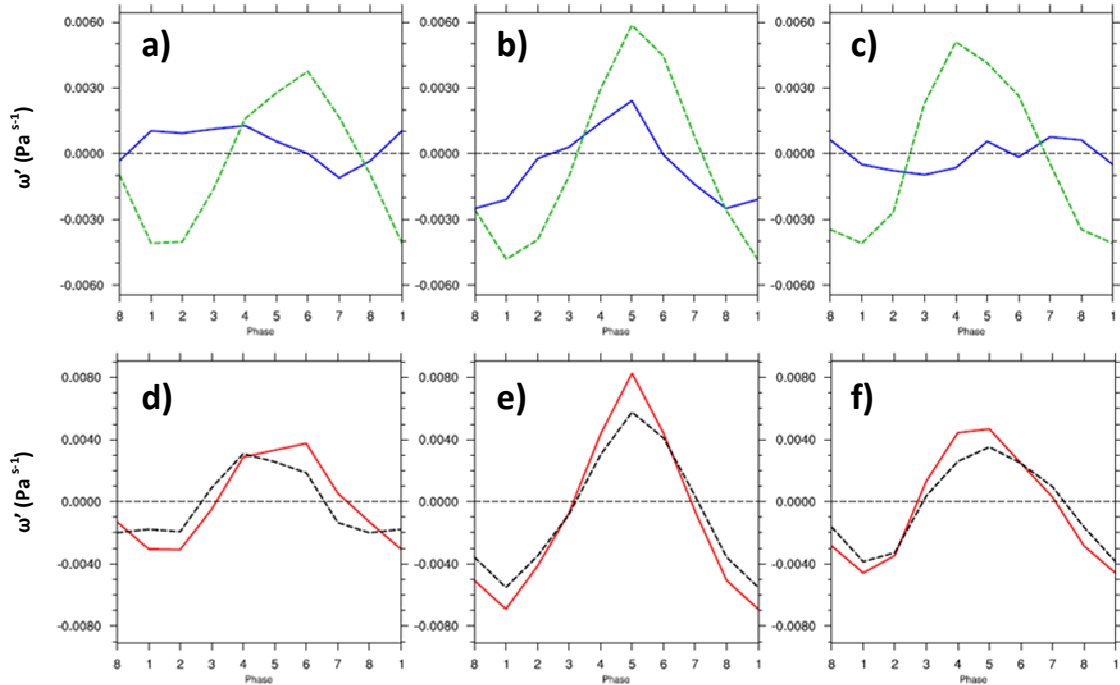 a) b) c)
0.0060 0.0060 0.0060
0.0030 0.0030 0.0030
0.0000 0.0000 0.0000
-0.0030 -0.0030 -0.0030
-0.0060 -0.0060 -0.0060
ω' (Pa s-1)
8 1 2 3 4 5 6 7 8 1 8 1 2 3 4 5 6 7 8 1 8 1 2 3 4 5 6 7 8 1
Phase Phase Phase
d) e) f)
0.0080 0.0080 0.0080
0.0040 0.0040 0.0040
0.0000 0.0000 0.0000
-0.0040 -0.0040 -0.0040
-0.0080 -0.0080 -0.0080
ω' (Pa s-1)
8 1 2 3 4 5 6 7 8 1 8 1 2 3 4 5 6 7 8 1 8 1 2 3 4 5 6 7 8 1
Phase Phase Phase